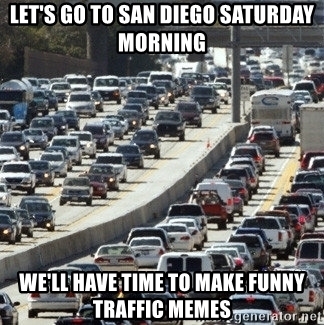 LET'S GO TO SAN DIEGO SATURDAY
MORNING
WE'LL HAVE TIME TO MAKE FUNNY
TRAFFIC MEMES
generator.net